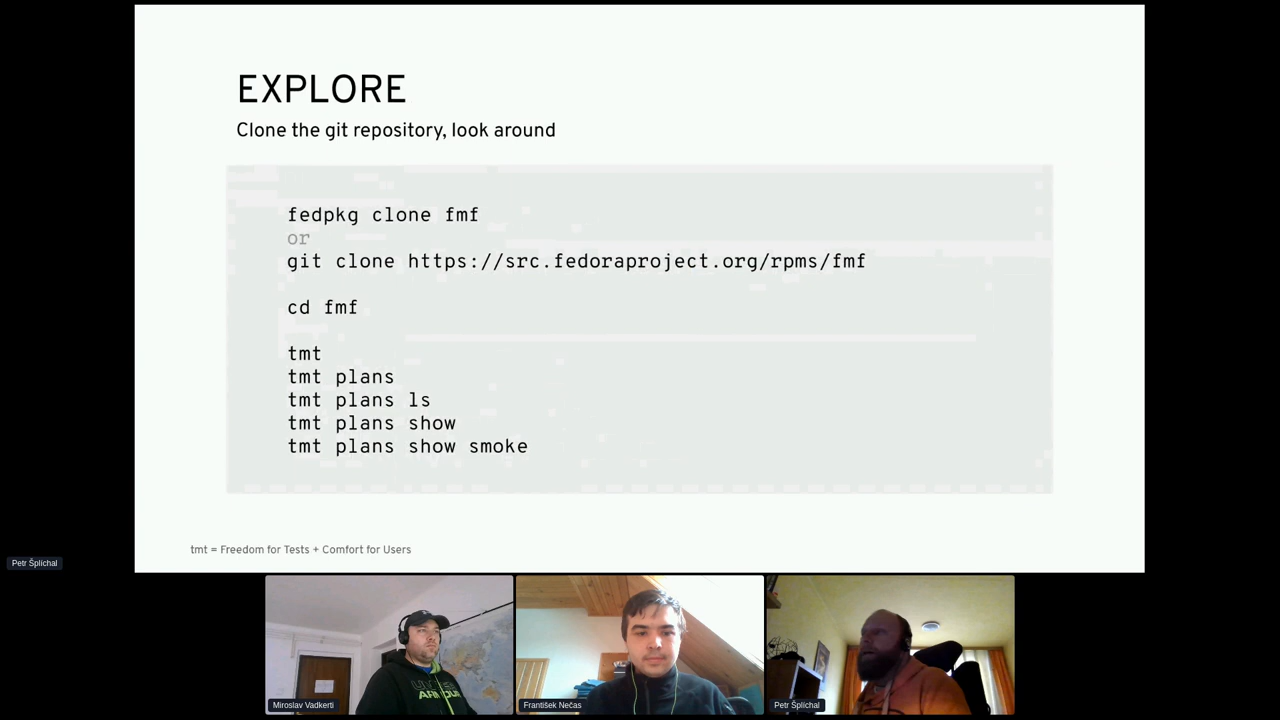 EXPLORE
Clone the git repository, look around
fedpkg clone fmf
or
git clone https://src.fedoraproject.org/rpms/fmf
cd fmf
tmt
tmt plans
tmt plans ls
tmt plans show
tmt plans show smoke
tmt = Freedom for Tests + Comfort for Users
Petr Šplíchal
Miroslav Vadkerti
František Nečas
Petr Šplíchal